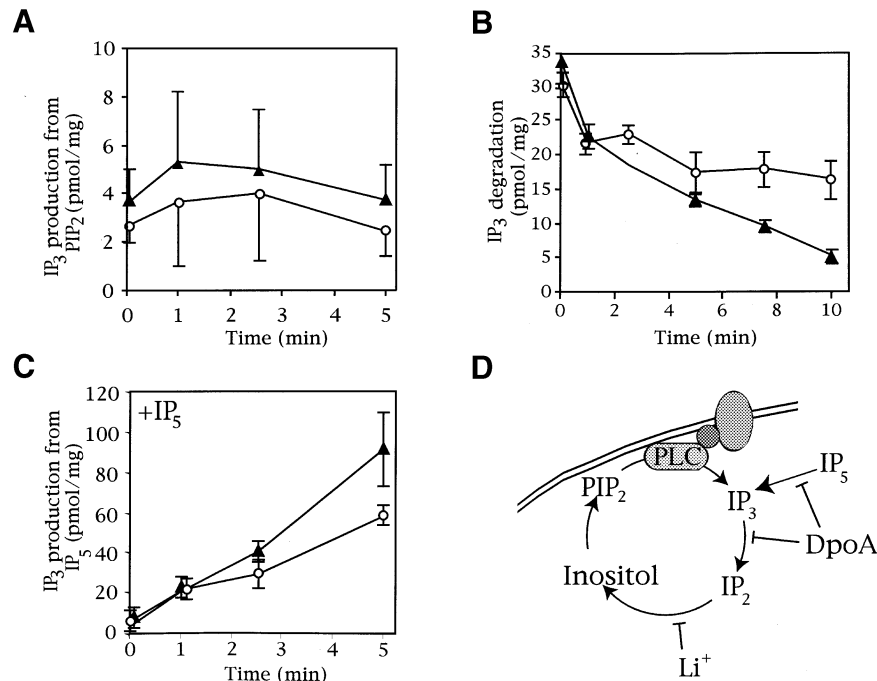 A
IP3 production from
PIP2 (pmol/mg)
10
8
6
4
2
0
0 1 2 3 4 5
Time (min)
B
IP3 degradation
(pmol/mg)
35
30
25
20
15
10
5
0
0 2 4 6 8 10
Time (min)
C
IP3 production from
IP5 (pmol/mg)
+IP5
120
100
80
60
40
20
0
0 1 2 3 4 5
Time (min)
D
PLC
PIP2
IP3
IP5
DpoA
Inositol
IP2
Li+